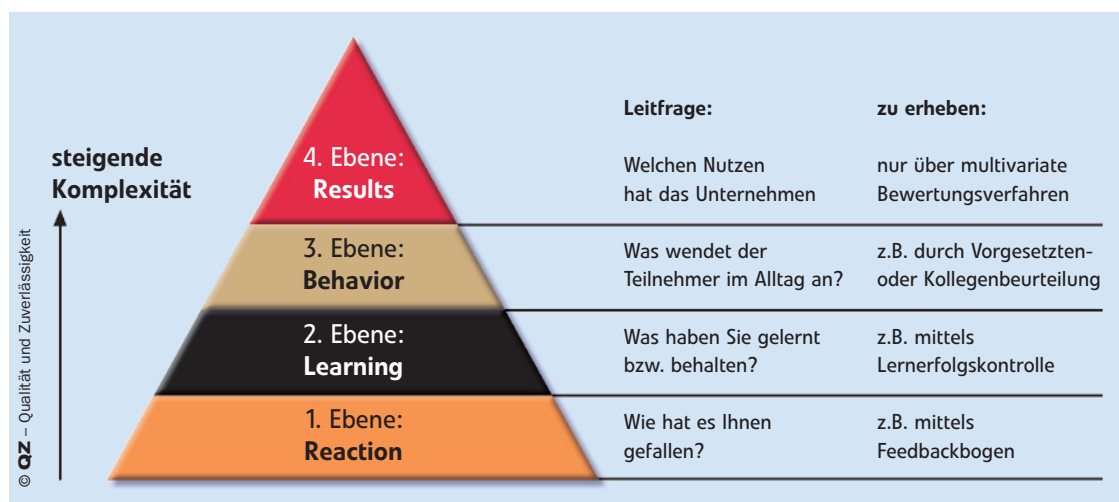 Leitfrage:
zu erheben:
steigende
Komplexität
4. Ebene:
Results
Welchen Nutzen
hat das Unternehmen
nur über multivariate
Bewertungsverfahren
3. Ebene:
Behavior
Was wendet der
Teilnehmer im Alltag an?
z.B. durch Vorgesetzten-
oder Kollegenbeurteilung
2. Ebene:
Learning
Was haben Sie gelernt
bzw. behalten?
z.B. mittels
Lernerfolgskontrolle
1. Ebene:
Reaction
Wie hat es Ihnen
gefallen?
z.B. mittels
Feedbackbogen
© QZ – Qualität und Zuverlässigkeit